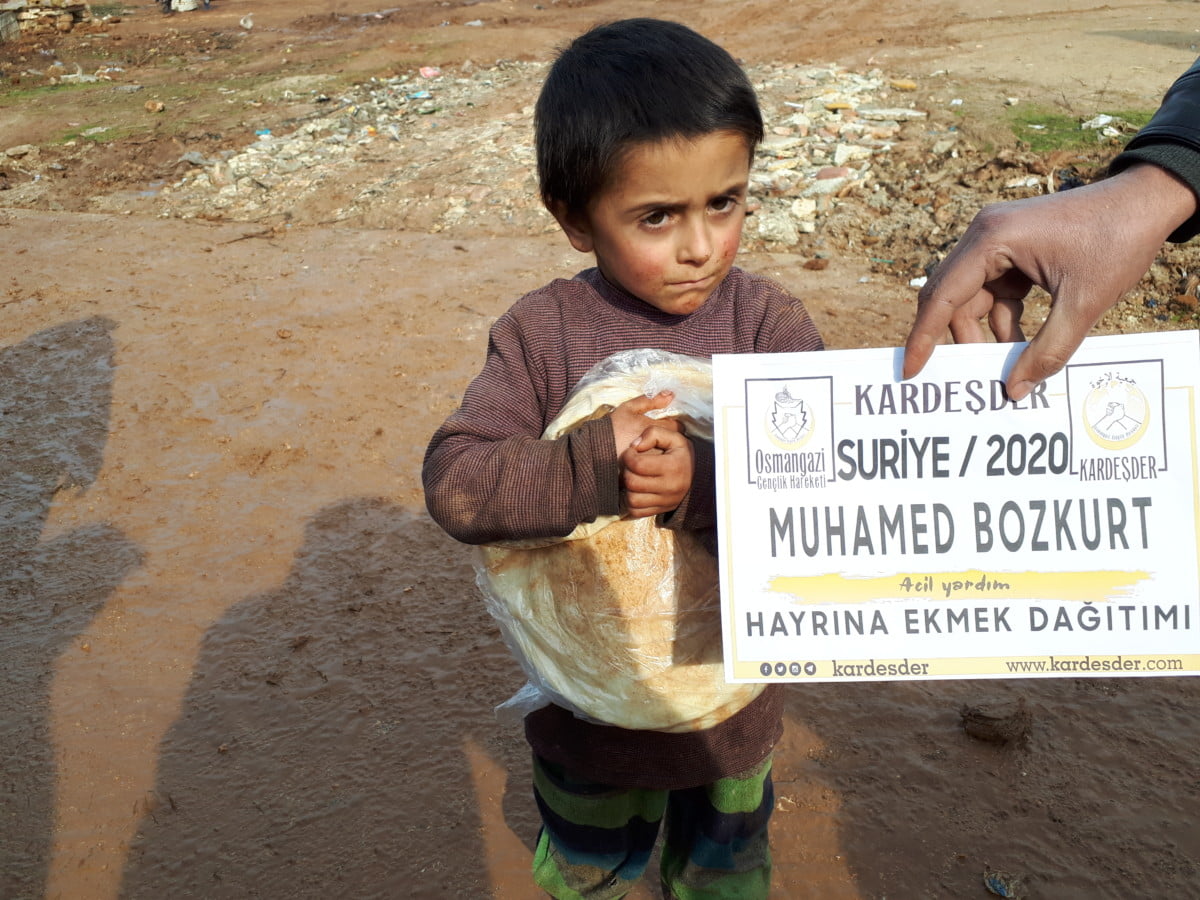 KARDEŞDER
Osmangazi
Gençlik Hareketi
SURİYE / 2020
KARDEŞDER
MUHAMED BOZKURT
Acil yardım
HAYRINA EKMEK DAĞITIMI
kardesder
www.kardesder.com